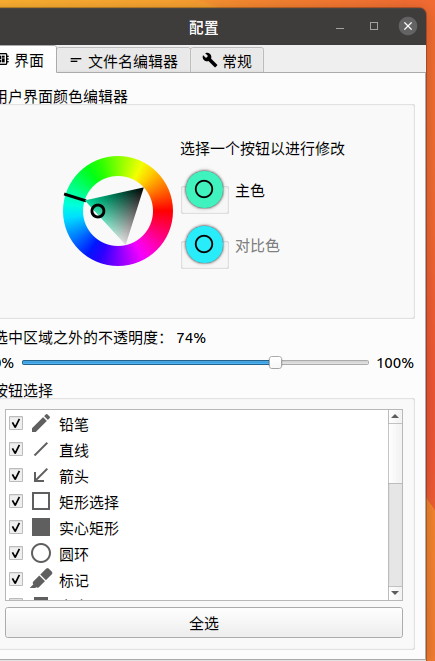 配置
界面
文件名编辑器
常规
用户界面颜色编辑器
选择一个按钮以进行修改
主色
对比色
选中区域之外的不透明度： 74%
0%
100%
按钮选择
铅笔
直线
箭头
矩形选择
实心矩形
圆环
标记
全选